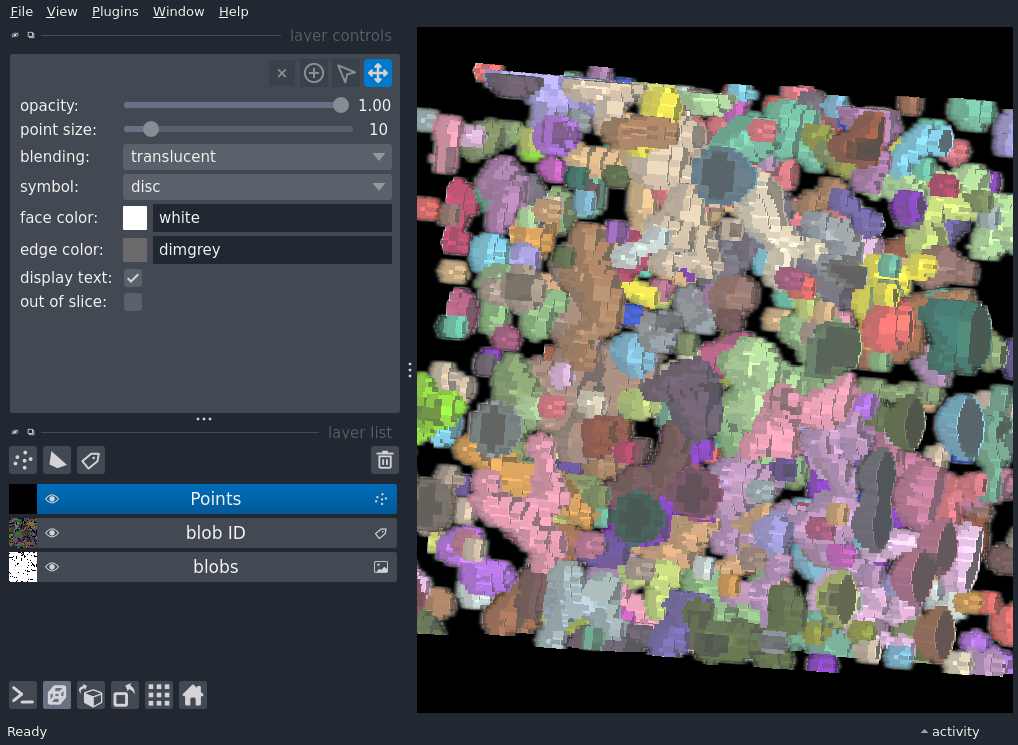 File View Plugins Window Help
layer controls
opacity: 1.00
point size: 10
blending: translucent
symbol: disc
face color: white
edge color: dimgrey
display text:
out of slice:
layer list
Points
blob ID
blobs
Ready
activity